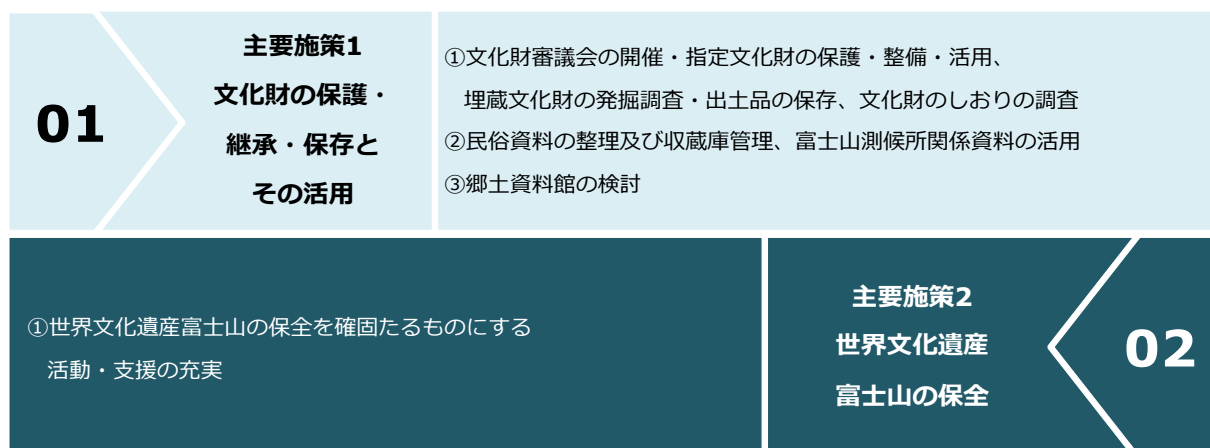 01
主要施策1
文化財の保護・
継承・保存と
その活用
①文化財審議会の開催・指定文化財の保護・整備・活用、
埋蔵文化財の発掘調査・出土品の保存、文化財のしおりの調査
②民俗資料の整理及び収蔵庫管理、富士山測候所関係資料の活用
③郷土資料館の検討
①世界文化遺産富士山の保全を確固たるものにする
活動・支援の充実
主要施策2
世界文化遺産
富士山の保全
02